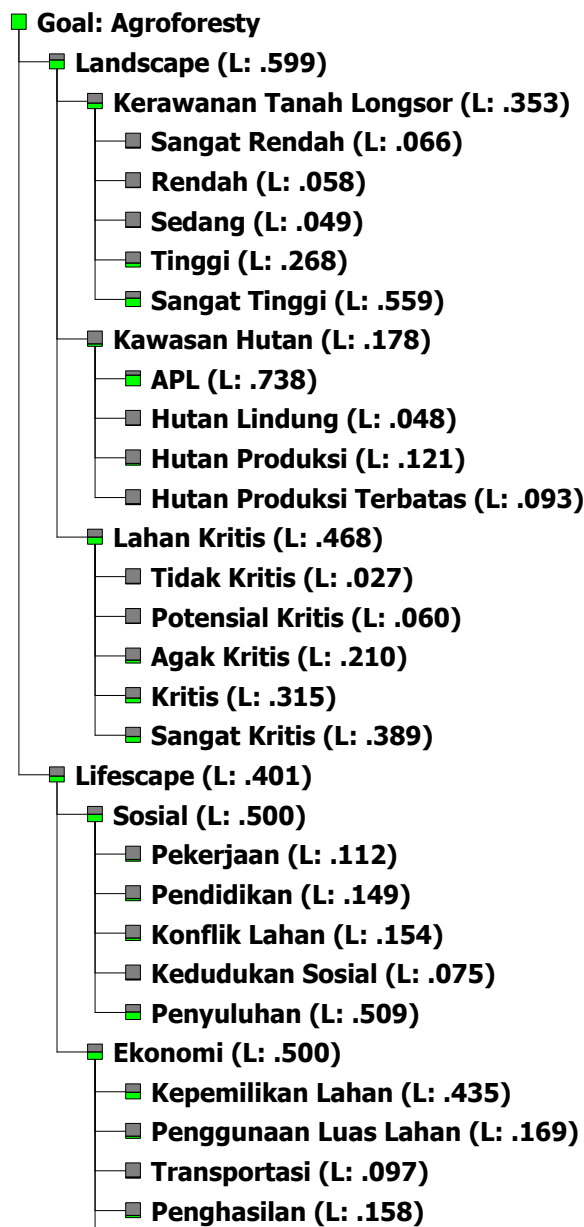 Goal: Agroforesty
Landscape (L: .599)
Kerawanan Tanah Longsor (L: .353)
Sangat Rendah (L: .066)
Rendah (L: .058)
Sedang (L: .049)
Tinggi (L: .268)
Sangat Tinggi (L: .559)
Kawasan Hutan (L: .178)
APL (L: .738)
Hutan Lindung (L: .048)
Hutan Produksi (L: .121)
Hutan Produksi Terbatas (L: .093)
Lahan Kritis (L: .468)
Tidak Kritis (L: .027)
Potensial Kritis (L: .060)
Agak Kritis (L: .210)
Kritis (L: .315)
Sangat Kritis (L: .389)
Lifescape (L: .401)
Sosial (L: .500)
Pekerjaan (L: .112)
Pendidikan (L: .149)
Konflik Lahan (L: .154)
Kedudukan Sosial (L: .075)
Penyuluhan (L: .509)
Ekonomi (L: .500)
Kepemilikan Lahan (L: .435)
Penggunaan Luas Lahan (L: .169)
Transportasi (L: .097)
Penghasilan (L: .158)